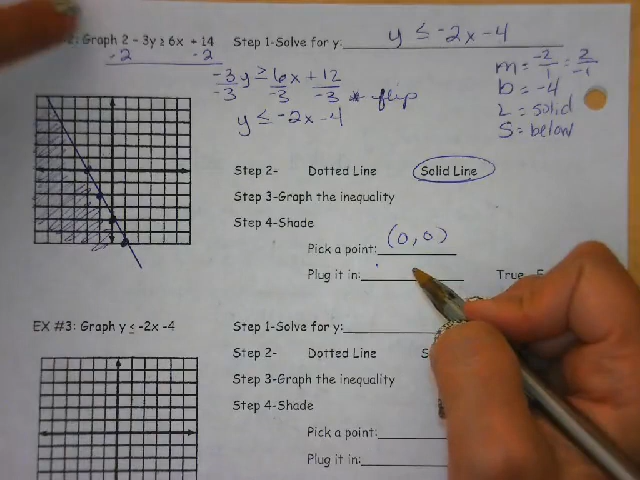 2: Graph 2 - 3y ≥ 6x + 14 Step 1-Solve for y: y ≤ -2x - 4
-2 -2
-3y ≥ 6x + 12
-3 -3 -3 * flip
y ≤ -2x - 4
m = -2/1 = 2/-1
b = -4
L = solid
S = below
Step 2- Dotted Line Solid Line
Step 3-Graph the inequality
Step 4-Shade
Pick a point: (0, 0)
Plug it in: True
EX #3: Graph y ≤ -2x -4 Step 1-Solve for y:
Step 2- Dotted Line S
Step 3-Graph the inequality
Step 4-Shade
Pick a point:
Plug it in: